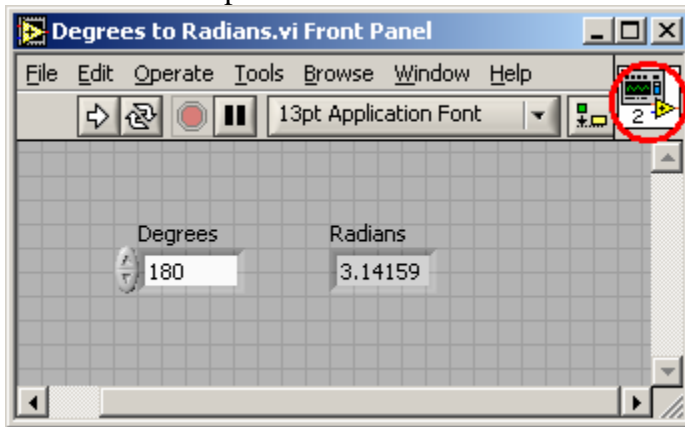 Degrees to Radians.vi Front Panel
File Edit Operate Tools Browse Window Help
13pt Application Font
2
Degrees Radians
180 3.14159